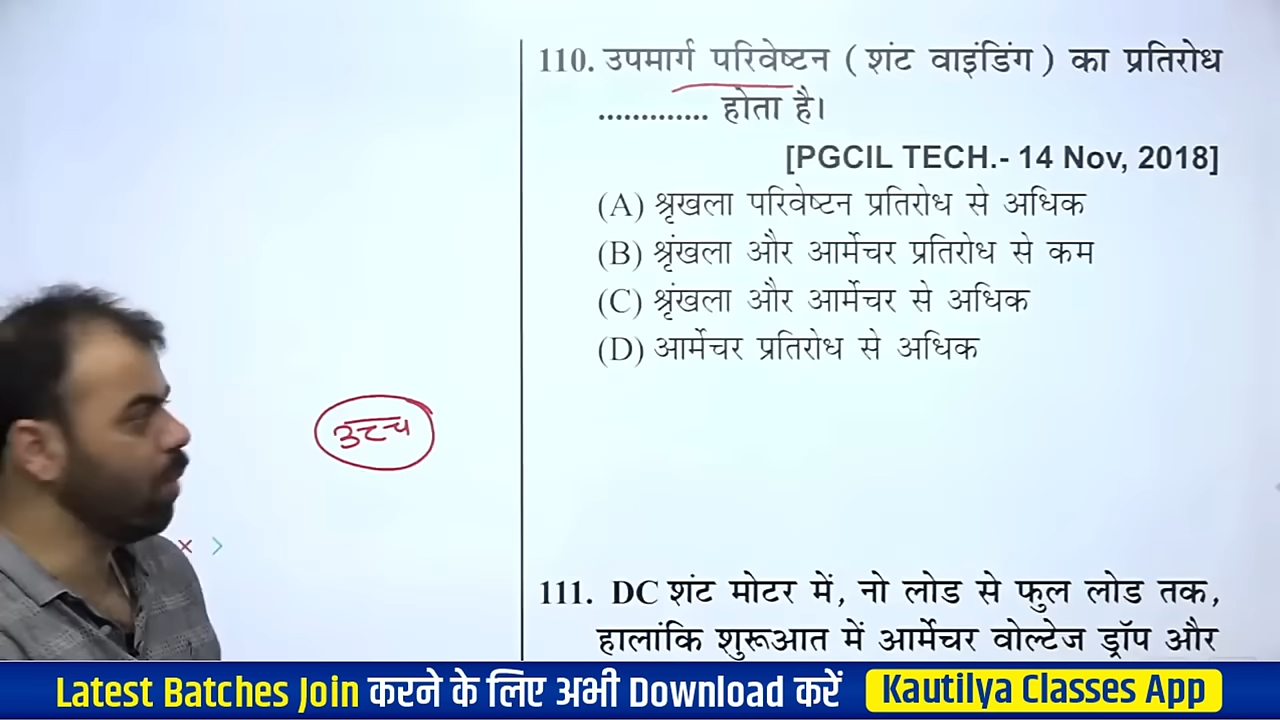 110. उपमार्ग परिवेष्टन ( शंट वाइंडिंग ) का प्रतिरोध
............. होता है।
[PGCIL TECH.- 14 Nov, 2018]
(A) श्रृखला परिवेष्टन प्रतिरोध से अधिक
(B) श्रृंखला और आर्मेचर प्रतिरोध से कम
(C) श्रृंखला और आर्मेचर से अधिक
(D) आर्मेचर प्रतिरोध से अधिक
उच्च
111. DC शंट मोटर में, नो लोड से फुल लोड तक,
हालांकि शुरूआत में आर्मेचर वोल्टेज ड्रॉप और
Latest Batches Join करने के लिए अभी Download करें Kautilya Classes App